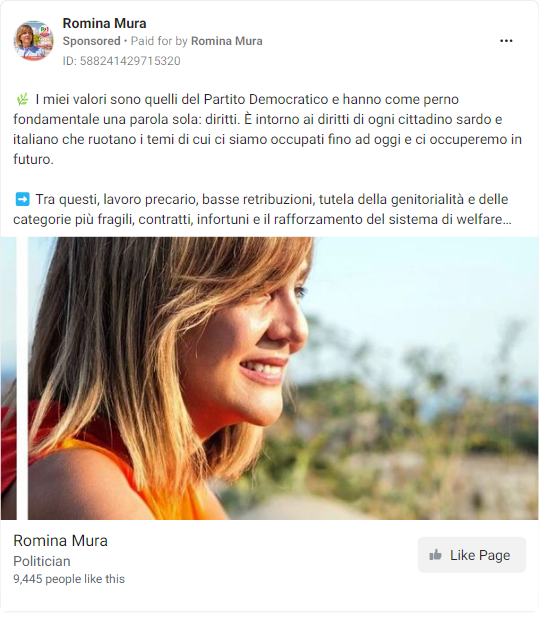 Romina Mura
Sponsored • Paid for by Romina Mura
ID: 588241429715320
🌿 I miei valori sono quelli del Partito Democratico e hanno come perno
fondamentale una parola sola: diritti. È intorno ai diritti di ogni cittadino sardo e
italiano che ruotano i temi di cui ci siamo occupati fino ad oggi e ci occuperemo in
futuro.
➡️ Tra questi, lavoro precario, basse retribuzioni, tutela della genitorialità e delle
categorie più fragili, contratti, infortuni e il rafforzamento del sistema di welfare...
Romina Mura
Politician
9,445 people like this
Like Page